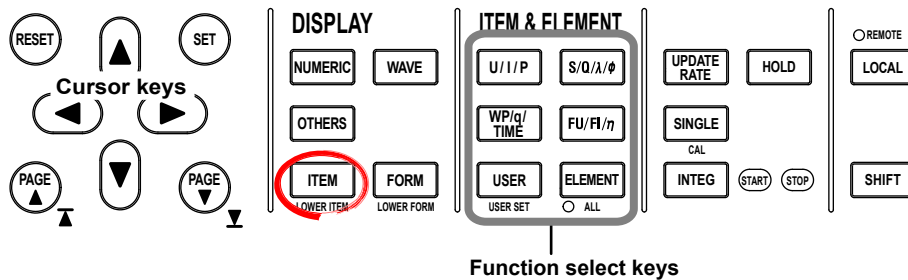 RESET
SET
Cursor keys
PAGE
PAGE
DISPLAY
NUMERIC
WAVE
OTHERS
ITEM
FORM
LOWER ITEM
LOWER FORM
ITEM & ELEMENT
U/I/P
S/Q/λ/ϕ
WP/q/
TIME
FU/FI/η
USER
ELEMENT
USER SET
ALL
Function select keys
UPDATE
RATE
HOLD
SINGLE
CAL
INTEG
START
STOP
REMOTE
LOCAL
SHIFT